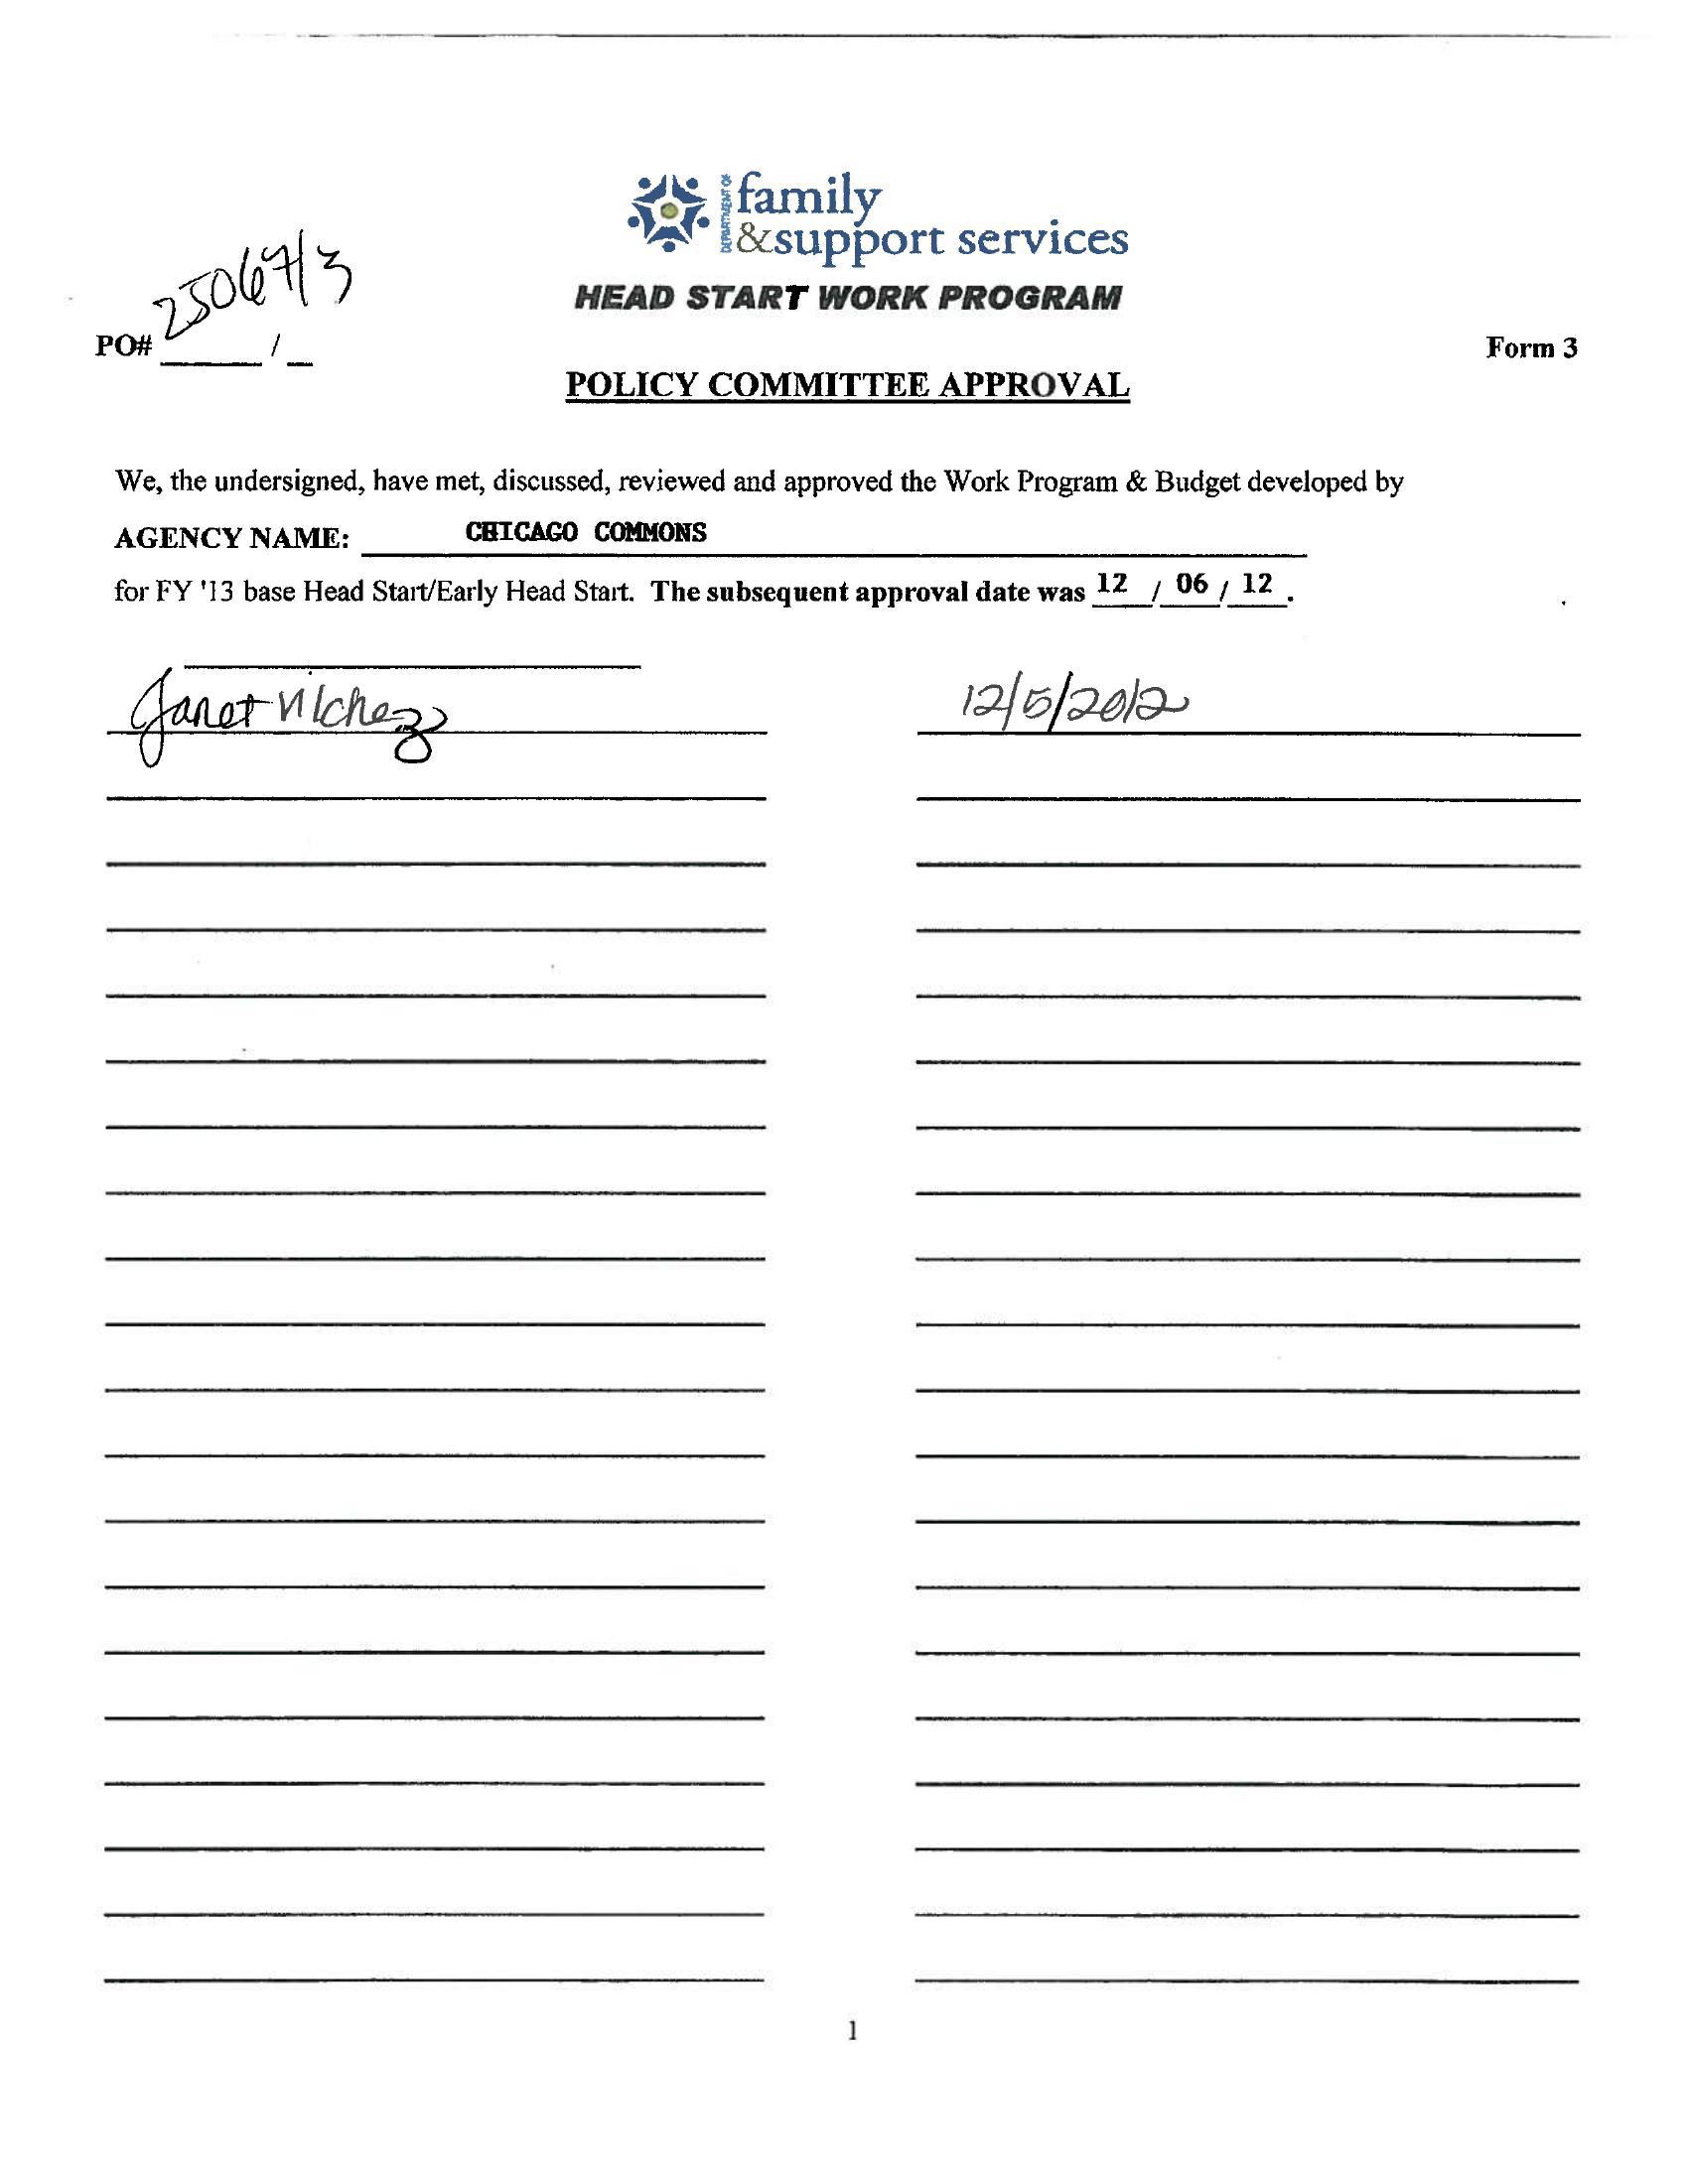 DEPARTMENT OF
family
&support services
HEAD START WORK PROGRAM
25067/3
PO# _____ / _
Form 3
POLICY COMMITTEE APPROVAL
We, the undersigned, have met, discussed, reviewed and approved the Work Program & Budget developed by
AGENCY NAME: CHICAGO COMMONS
for FY '13 base Head Start/Early Head Start. The subsequent approval date was 12 / 06 / 12 .
Janet Vilchez 12/5/2012
1